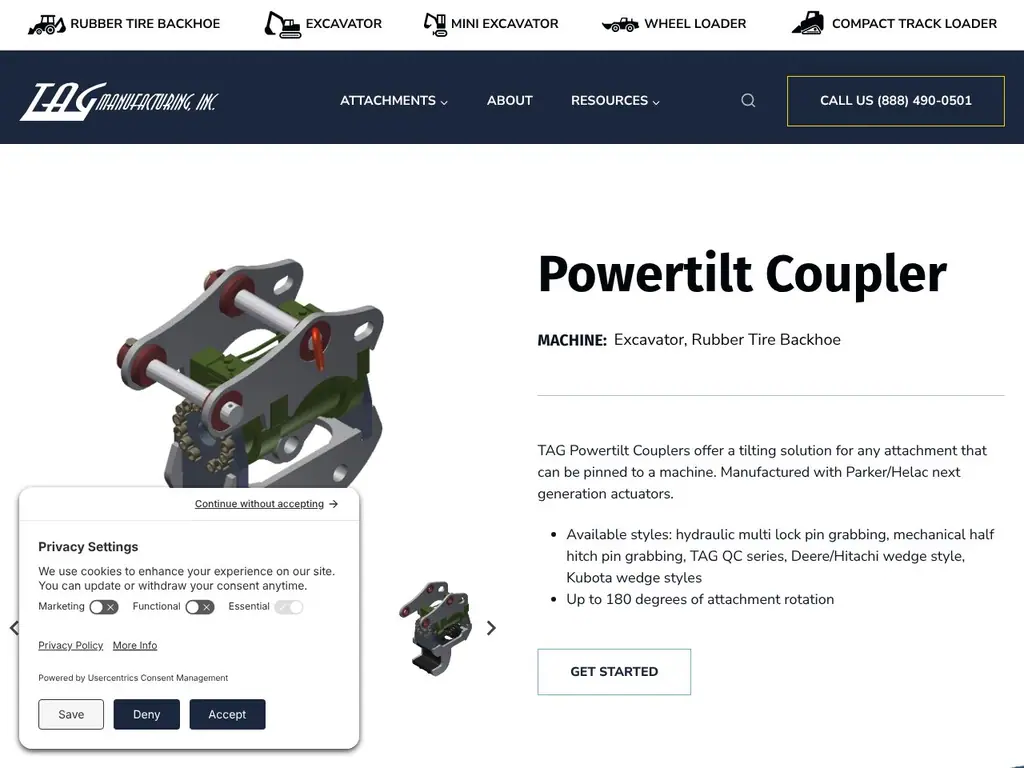 RUBBER TIRE BACKHOE
EXCAVATOR
MINI EXCAVATOR
WHEEL LOADER
COMPACT TRACK LOADER
TAG MANUFACTURING, INC.
ATTACHMENTS
ABOUT
RESOURCES
CALL US (888) 490-0501
Powertilt Coupler
MACHINE: Excavator, Rubber Tire Backhoe
TAG Powertilt Couplers offer a tilting solution for any attachment that
can be pinned to a machine. Manufactured with Parker/Helac next
generation actuators.
• Available styles: hydraulic multi lock pin grabbing, mechanical half
hitch pin grabbing, TAG QC series, Deere/Hitachi wedge style,
Kubota wedge styles
• Up to 180 degrees of attachment rotation
GET STARTED
Continue without accepting
Privacy Settings
We use cookies to enhance your experience on our site.
You can update or withdraw your consent anytime.
Marketing Functional Essential
Privacy Policy More Info
Powered by Usercentrics Consent Management
Save Deny Accept